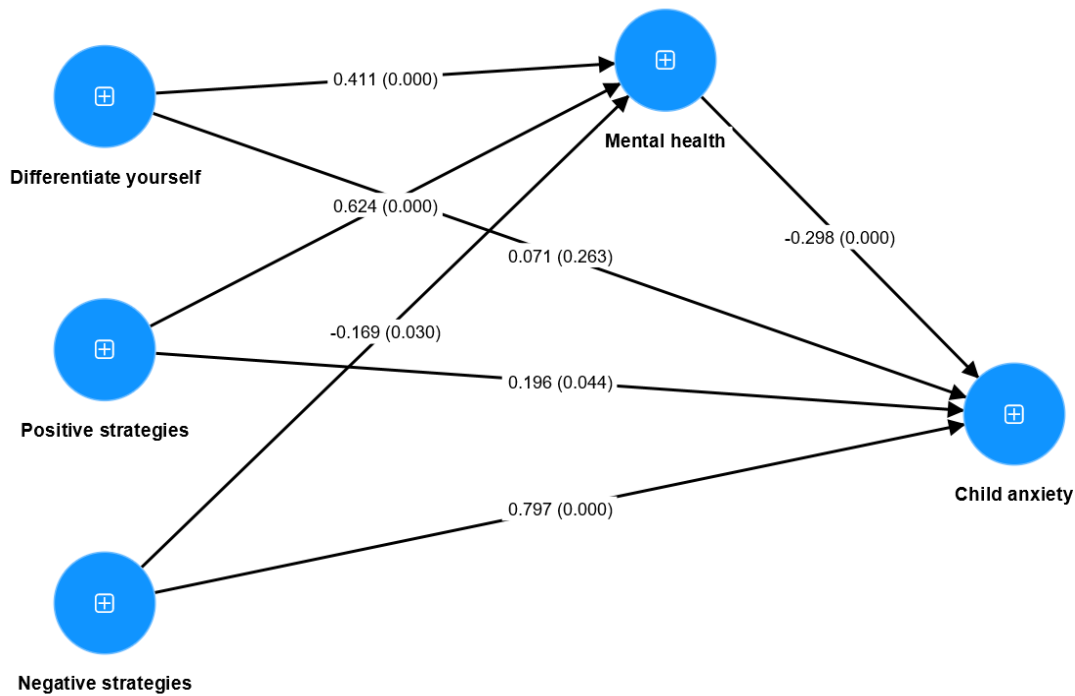 0.411 (0.000)
Mental health
Differentiate yourself
0.624 (0.000)
-0.298 (0.000)
0.071 (0.263)
-0.169 (0.030)
0.196 (0.044)
Positive strategies
Child anxiety
0.797 (0.000)
Negative strategies